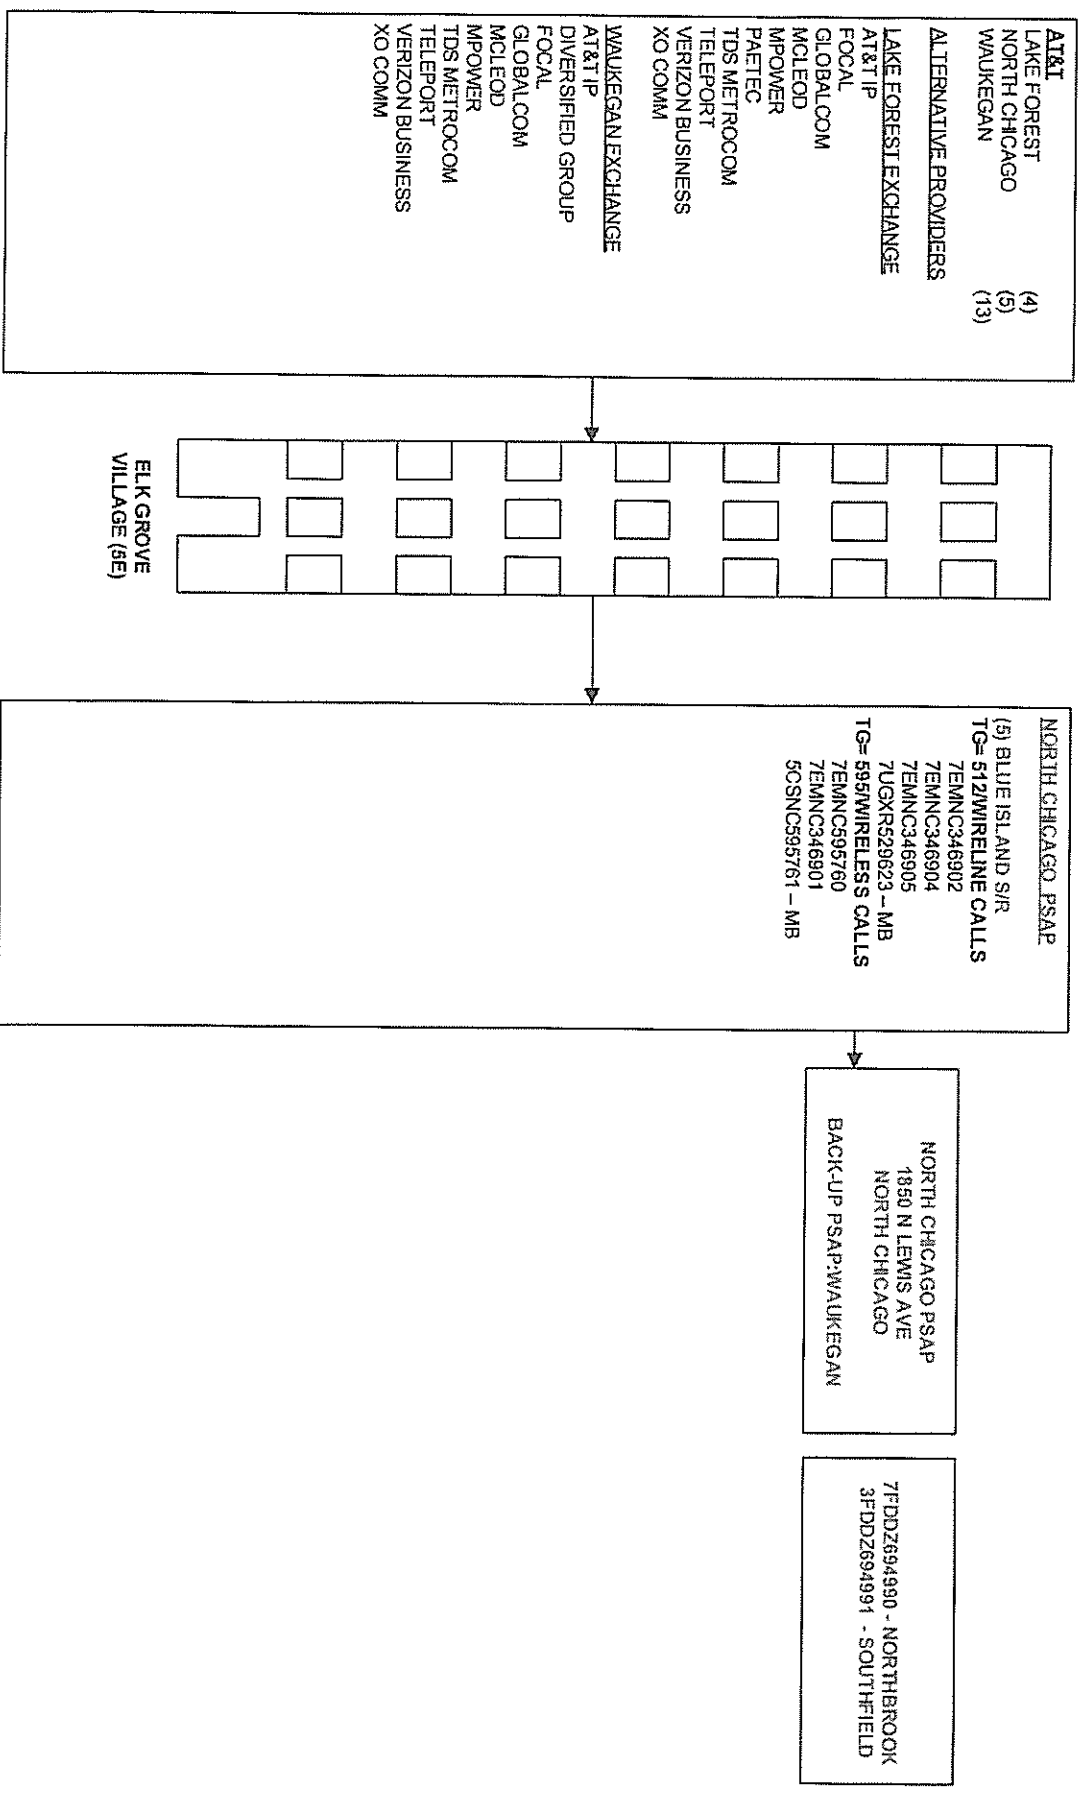 AT&T
LAKE FOREST (4)
NORTH CHICAGO (5)
WAUKEGAN (13)
ALTERNATIVE PROVIDERS
LAKE FOREST EXCHANGE
AT&T IP
FOCAL
GLOBALCOM
MCLEOD
MPOWER
PAETEC
TDS METROCOM
TELEPORT
VERIZON BUSINESS
XO COMM
WAUKEGAN EXCHANGE
AT&T IP
DIVERSIFIED GROUP
FOCAL
GLOBALCOM
MCLEOD
MPOWER
TDS METROCOM
TELEPORT
VERIZON BUSINESS
XO COMM
ELK GROVE
VILLAGE (5E)
NORTH CHICAGO PSAP
(5) BLUE ISLAND S/R
TG= 512/WIRELINE CALLS
7EMNC346902
7EMNC346904
7EMNC346905
7UGXR529623 – MB
TG= 595/WIRELESS CALLS
7EMNC595760
7EMNC346901
5CSNC595761 – MB
NORTH CHICAGO PSAP
1850 N LEWIS AVE
NORTH CHICAGO
BACK-UP PSAP:WAUKEGAN
7FDDZ694990 - NORTHBROOK
3FDDZ694991 - SOUTHFIELD